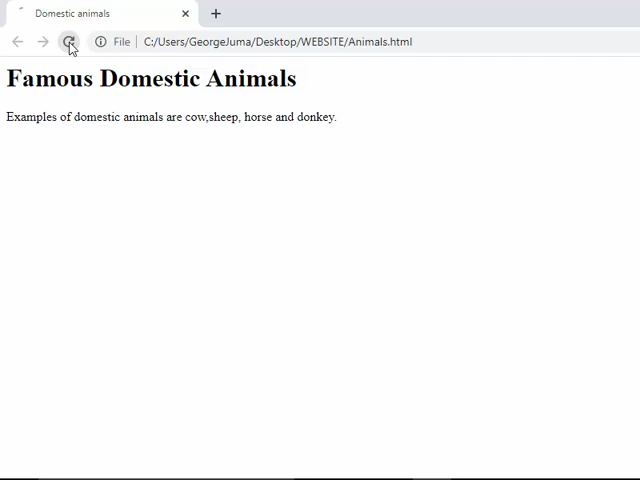 Domestic animals
File C:/Users/GeorgeJuma/Desktop/WEBSITE/Animals.html
Famous Domestic Animals
Examples of domestic animals are cow,sheep, horse and donkey.